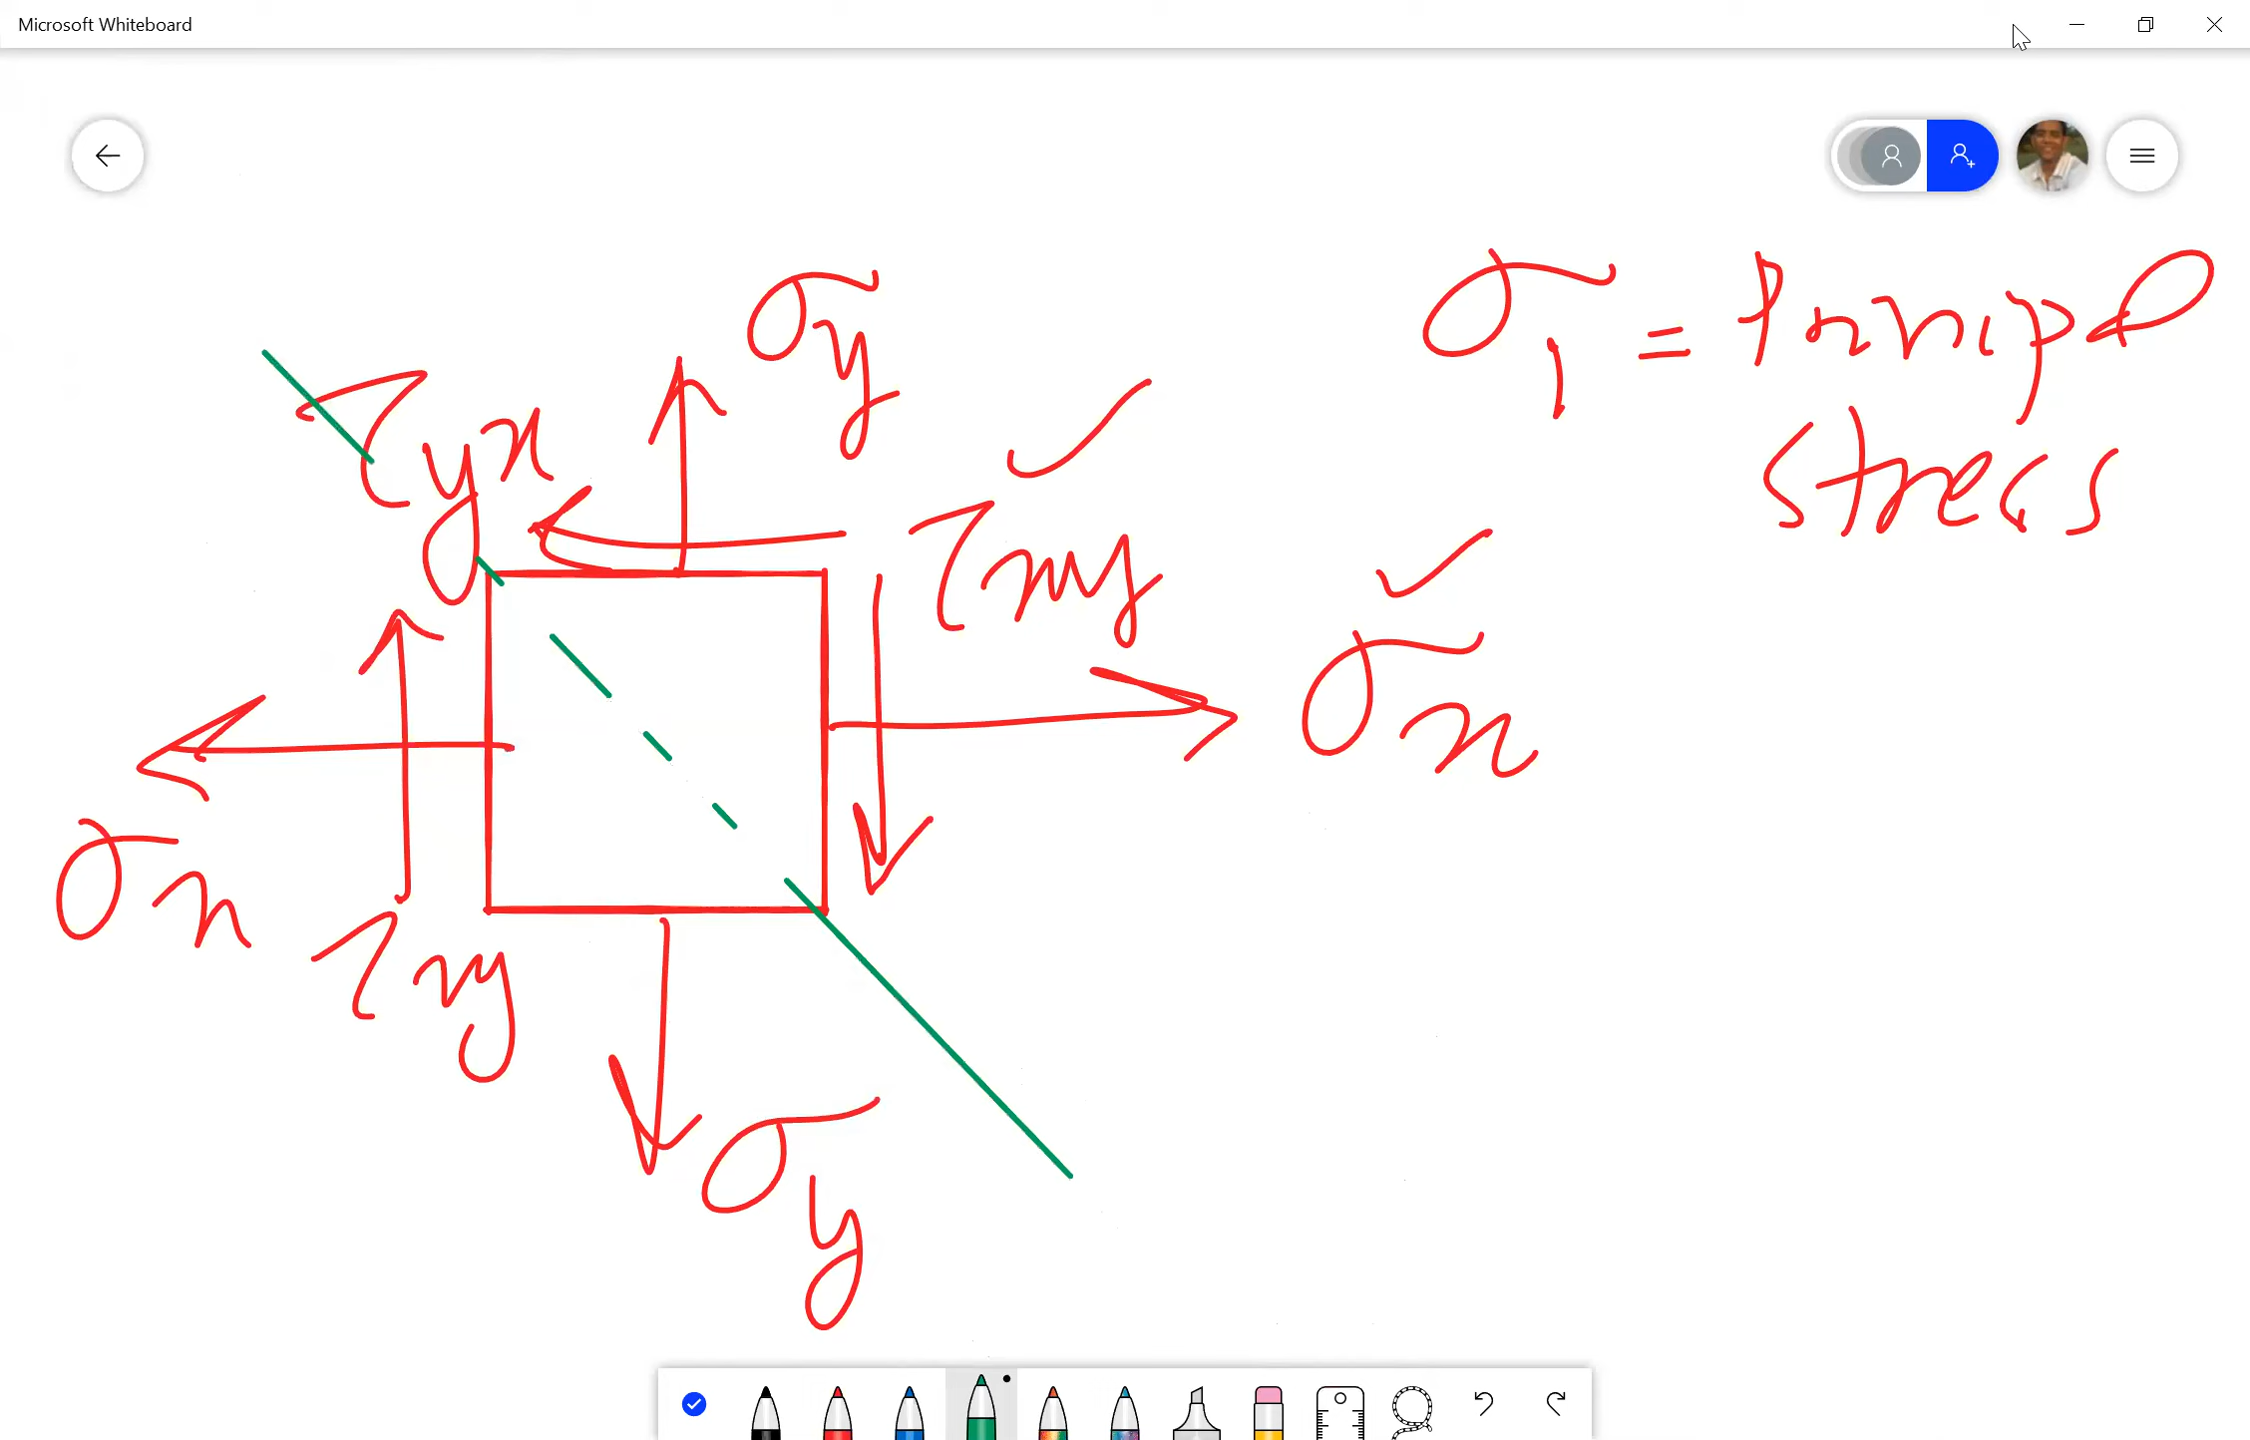 Microsoft Whiteboard
σy
σ1 = Principal
stress
τyx
τxy
σx
σx
τxy
σy